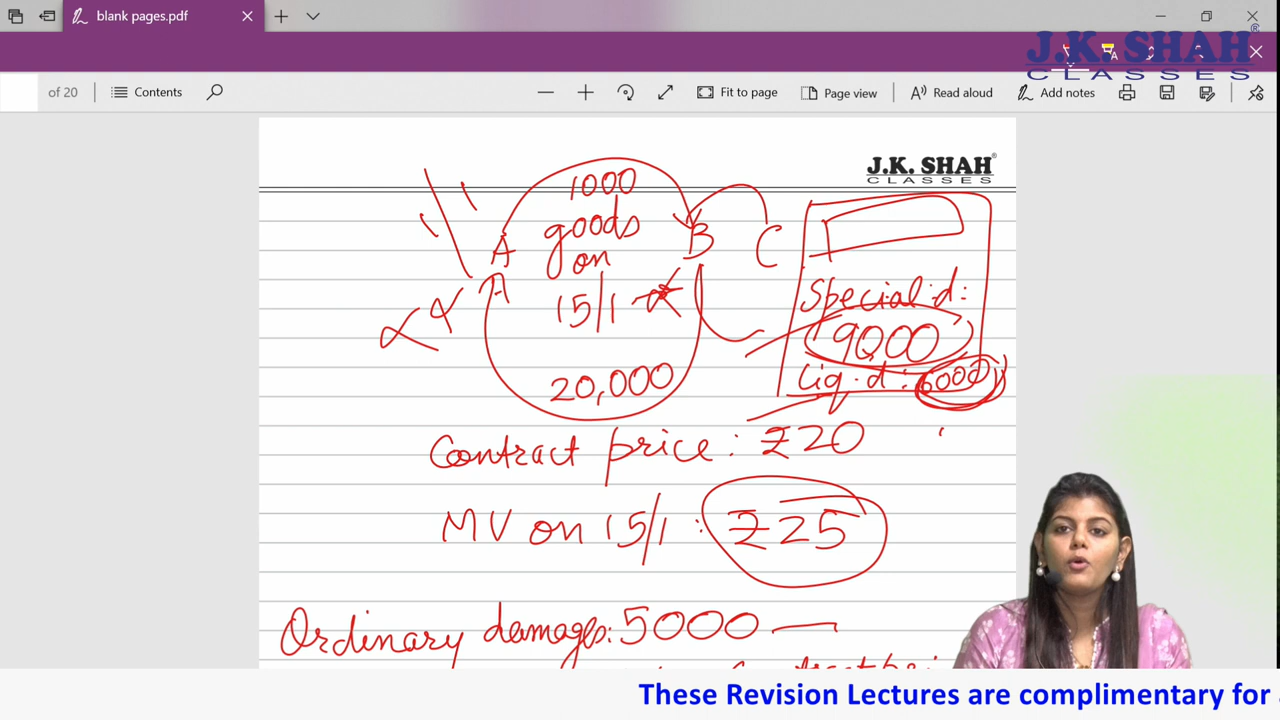 blank pages.pdf
J.K. SHAH®
CLASSES
of 20
Contents
Fit to page
Page view
Read aloud
Add notes
J.K. SHAH®
CLASSES
1000
goods
on
15/1
20,000
A
A
B
C
Special d:
9000
Liq. d: 6000
Contract price: ₹20
MV on 15/1: ₹25
Ordinary damages: 5000
These Revision Lectures are complimentary for